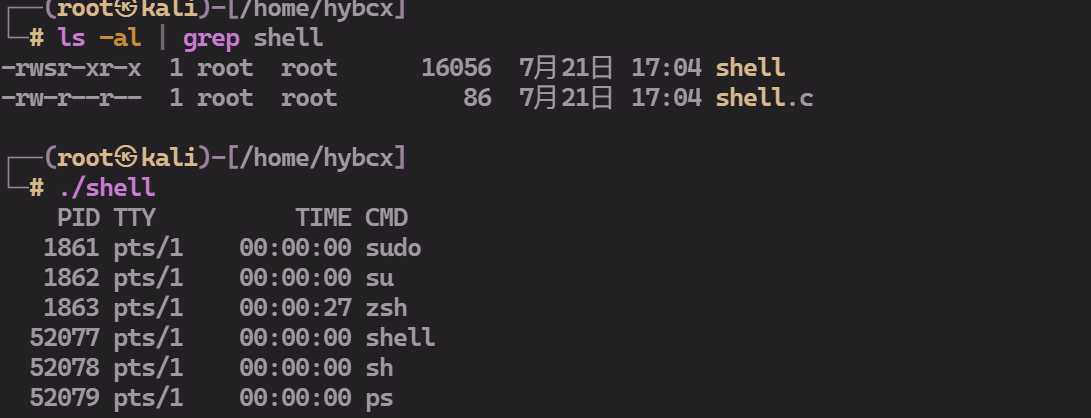 ┌──(root㉿kali)-[/home/hybcx]
└─# ls -al | grep shell
-rwsr-xr-x  1 root  root     16056  7月21日 17:04 shell
-rw-r--r--  1 root  root        86  7月21日 17:04 shell.c
┌──(root㉿kali)-[/home/hybcx]
└─# ./shell
    PID TTY          TIME CMD
   1861 pts/1    00:00:00 sudo
   1862 pts/1    00:00:00 su
   1863 pts/1    00:00:27 zsh
  52077 pts/1    00:00:00 shell
  52078 pts/1    00:00:00 sh
  52079 pts/1    00:00:00 ps